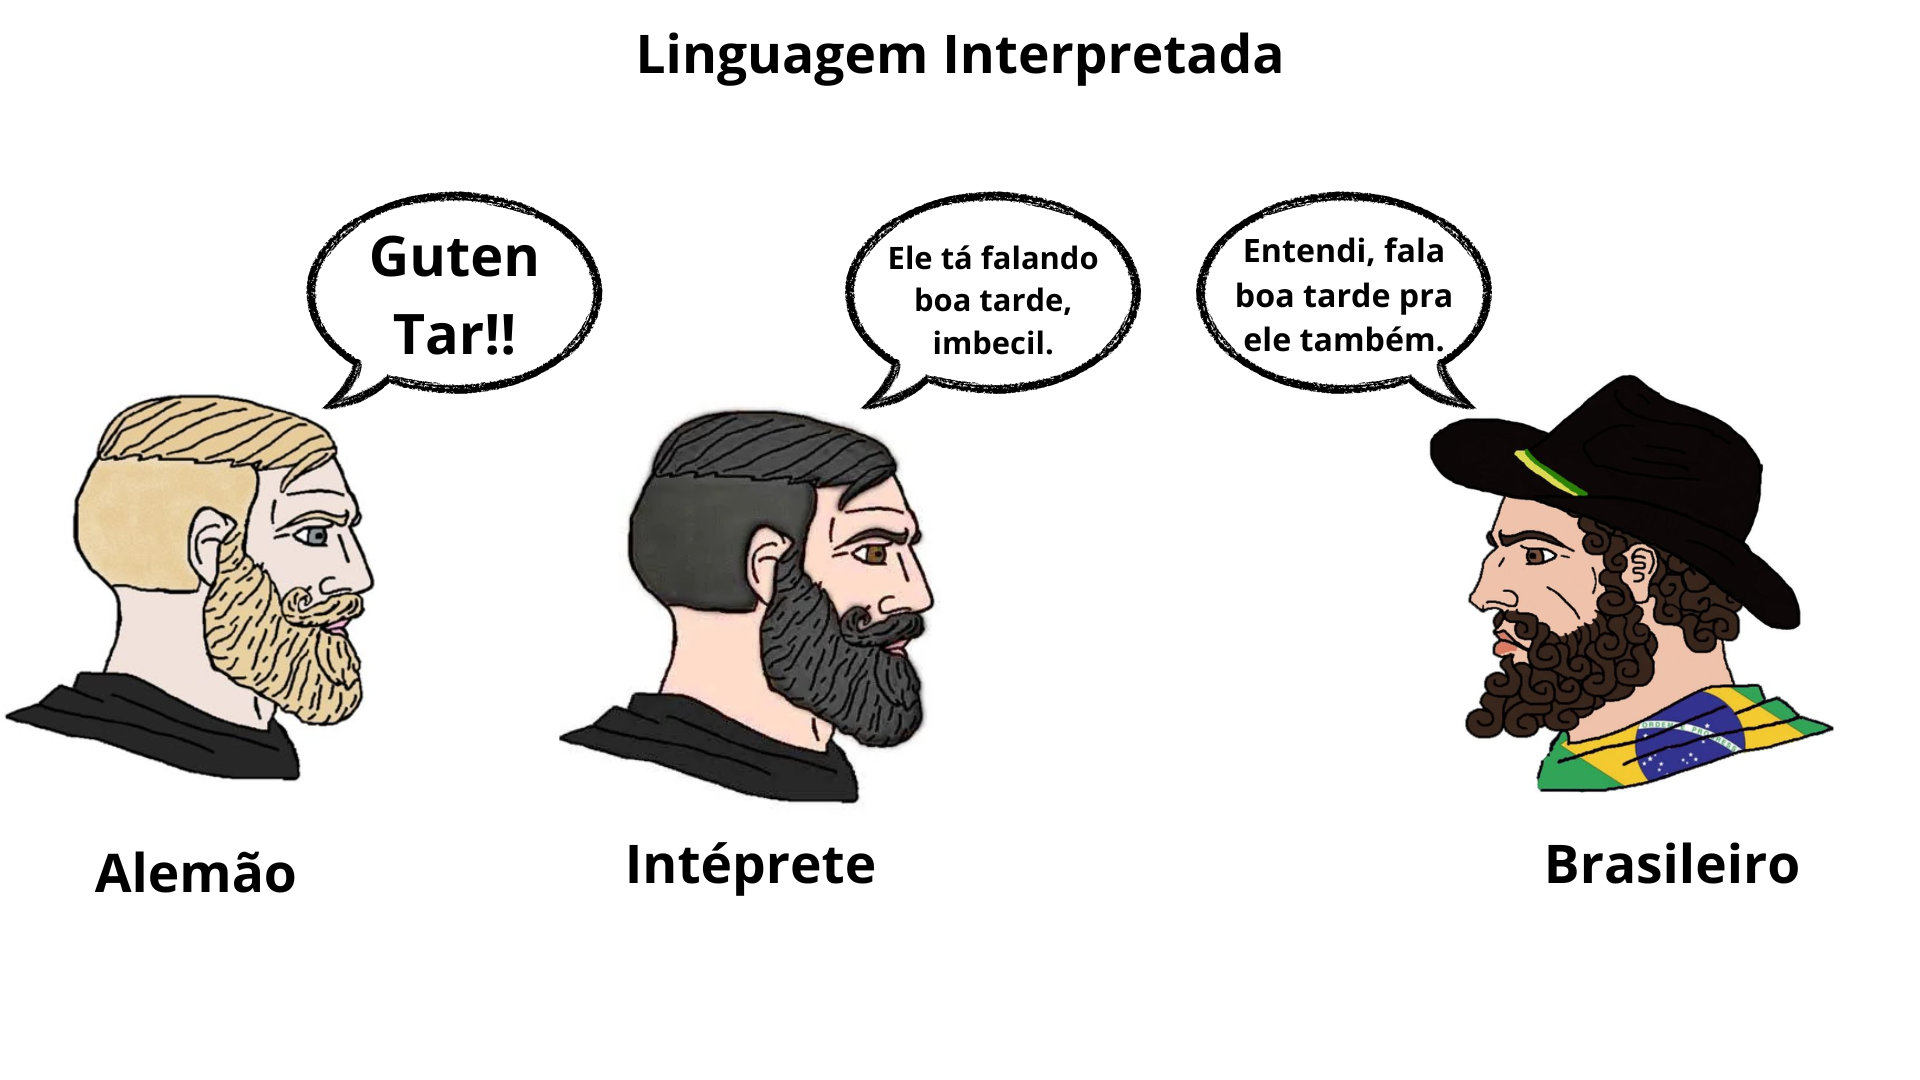 Linguagem Interpretada
Guten
Tar!!
Ele tá falando
boa tarde,
imbecil.
Entendi, fala
boa tarde pra
ele também.
Alemão
Intéprete
Brasileiro